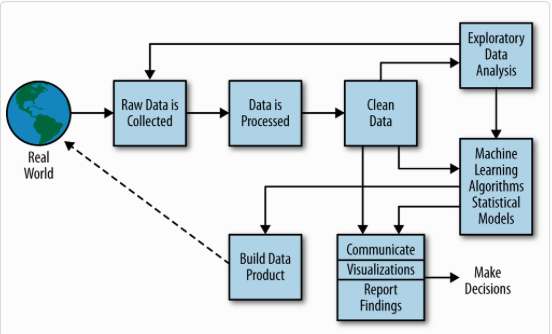 Exploratory
Data
Analysis
Raw Data is
Collected
Data is
Processed
Clean
Data
Real
World
Machine
Learning
Algorithms
Statistical
Models
Build Data
Product
Communicate
Visualizations
Report
Findings
Make
Decisions